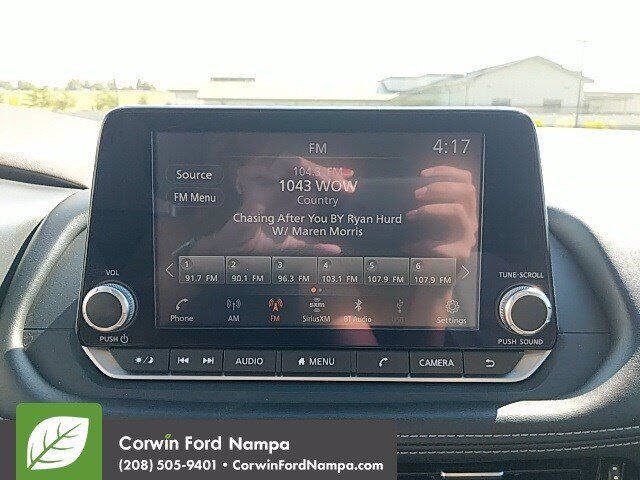 FM
4:17
Source
104.3 FM
1043 WOW
Country
FM Menu
Chasing After You BY Ryan Hurd
W/ Maren Morris
1 2 3 4 5 6
91.7 FM 90.1 FM 96.3 FM 103.1 FM 107.9 FM 107.9 FM
VOL
TUNE·SCROLL
Phone AM FM SiriusXM BT Audio USB Settings
sxm
PUSH
PUSH SOUND
AUDIO MENU CAMERA
Corwin Ford Nampa
(208) 505-9401 • CorwinFordNampa.com